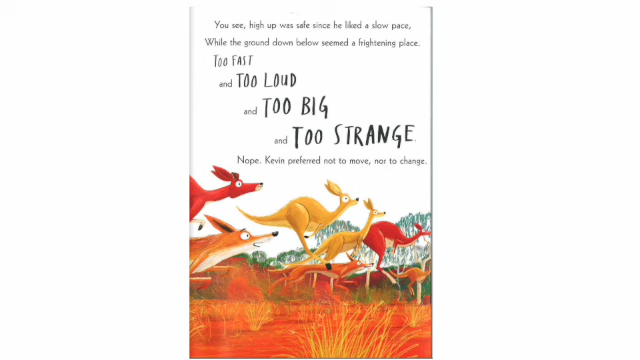 You see, high up was safe since he liked a slow pace,
While the ground down below seemed a frightening place.
TOO FAST
and TOO LOUD
and TOO BIG
and TOO STRANGE.
Nope. Kevin preferred not to move, nor to change.